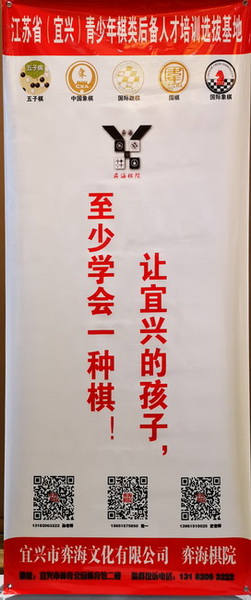 江苏省（宜兴）青少年棋类后备人才培训选拔基地
五子棋 中国象棋 国际跳棋 围棋 国际象棋
弈海棋院
让宜兴的孩子，
至少学会一种棋！
宜兴市弈海文化有限公司 弈海棋院